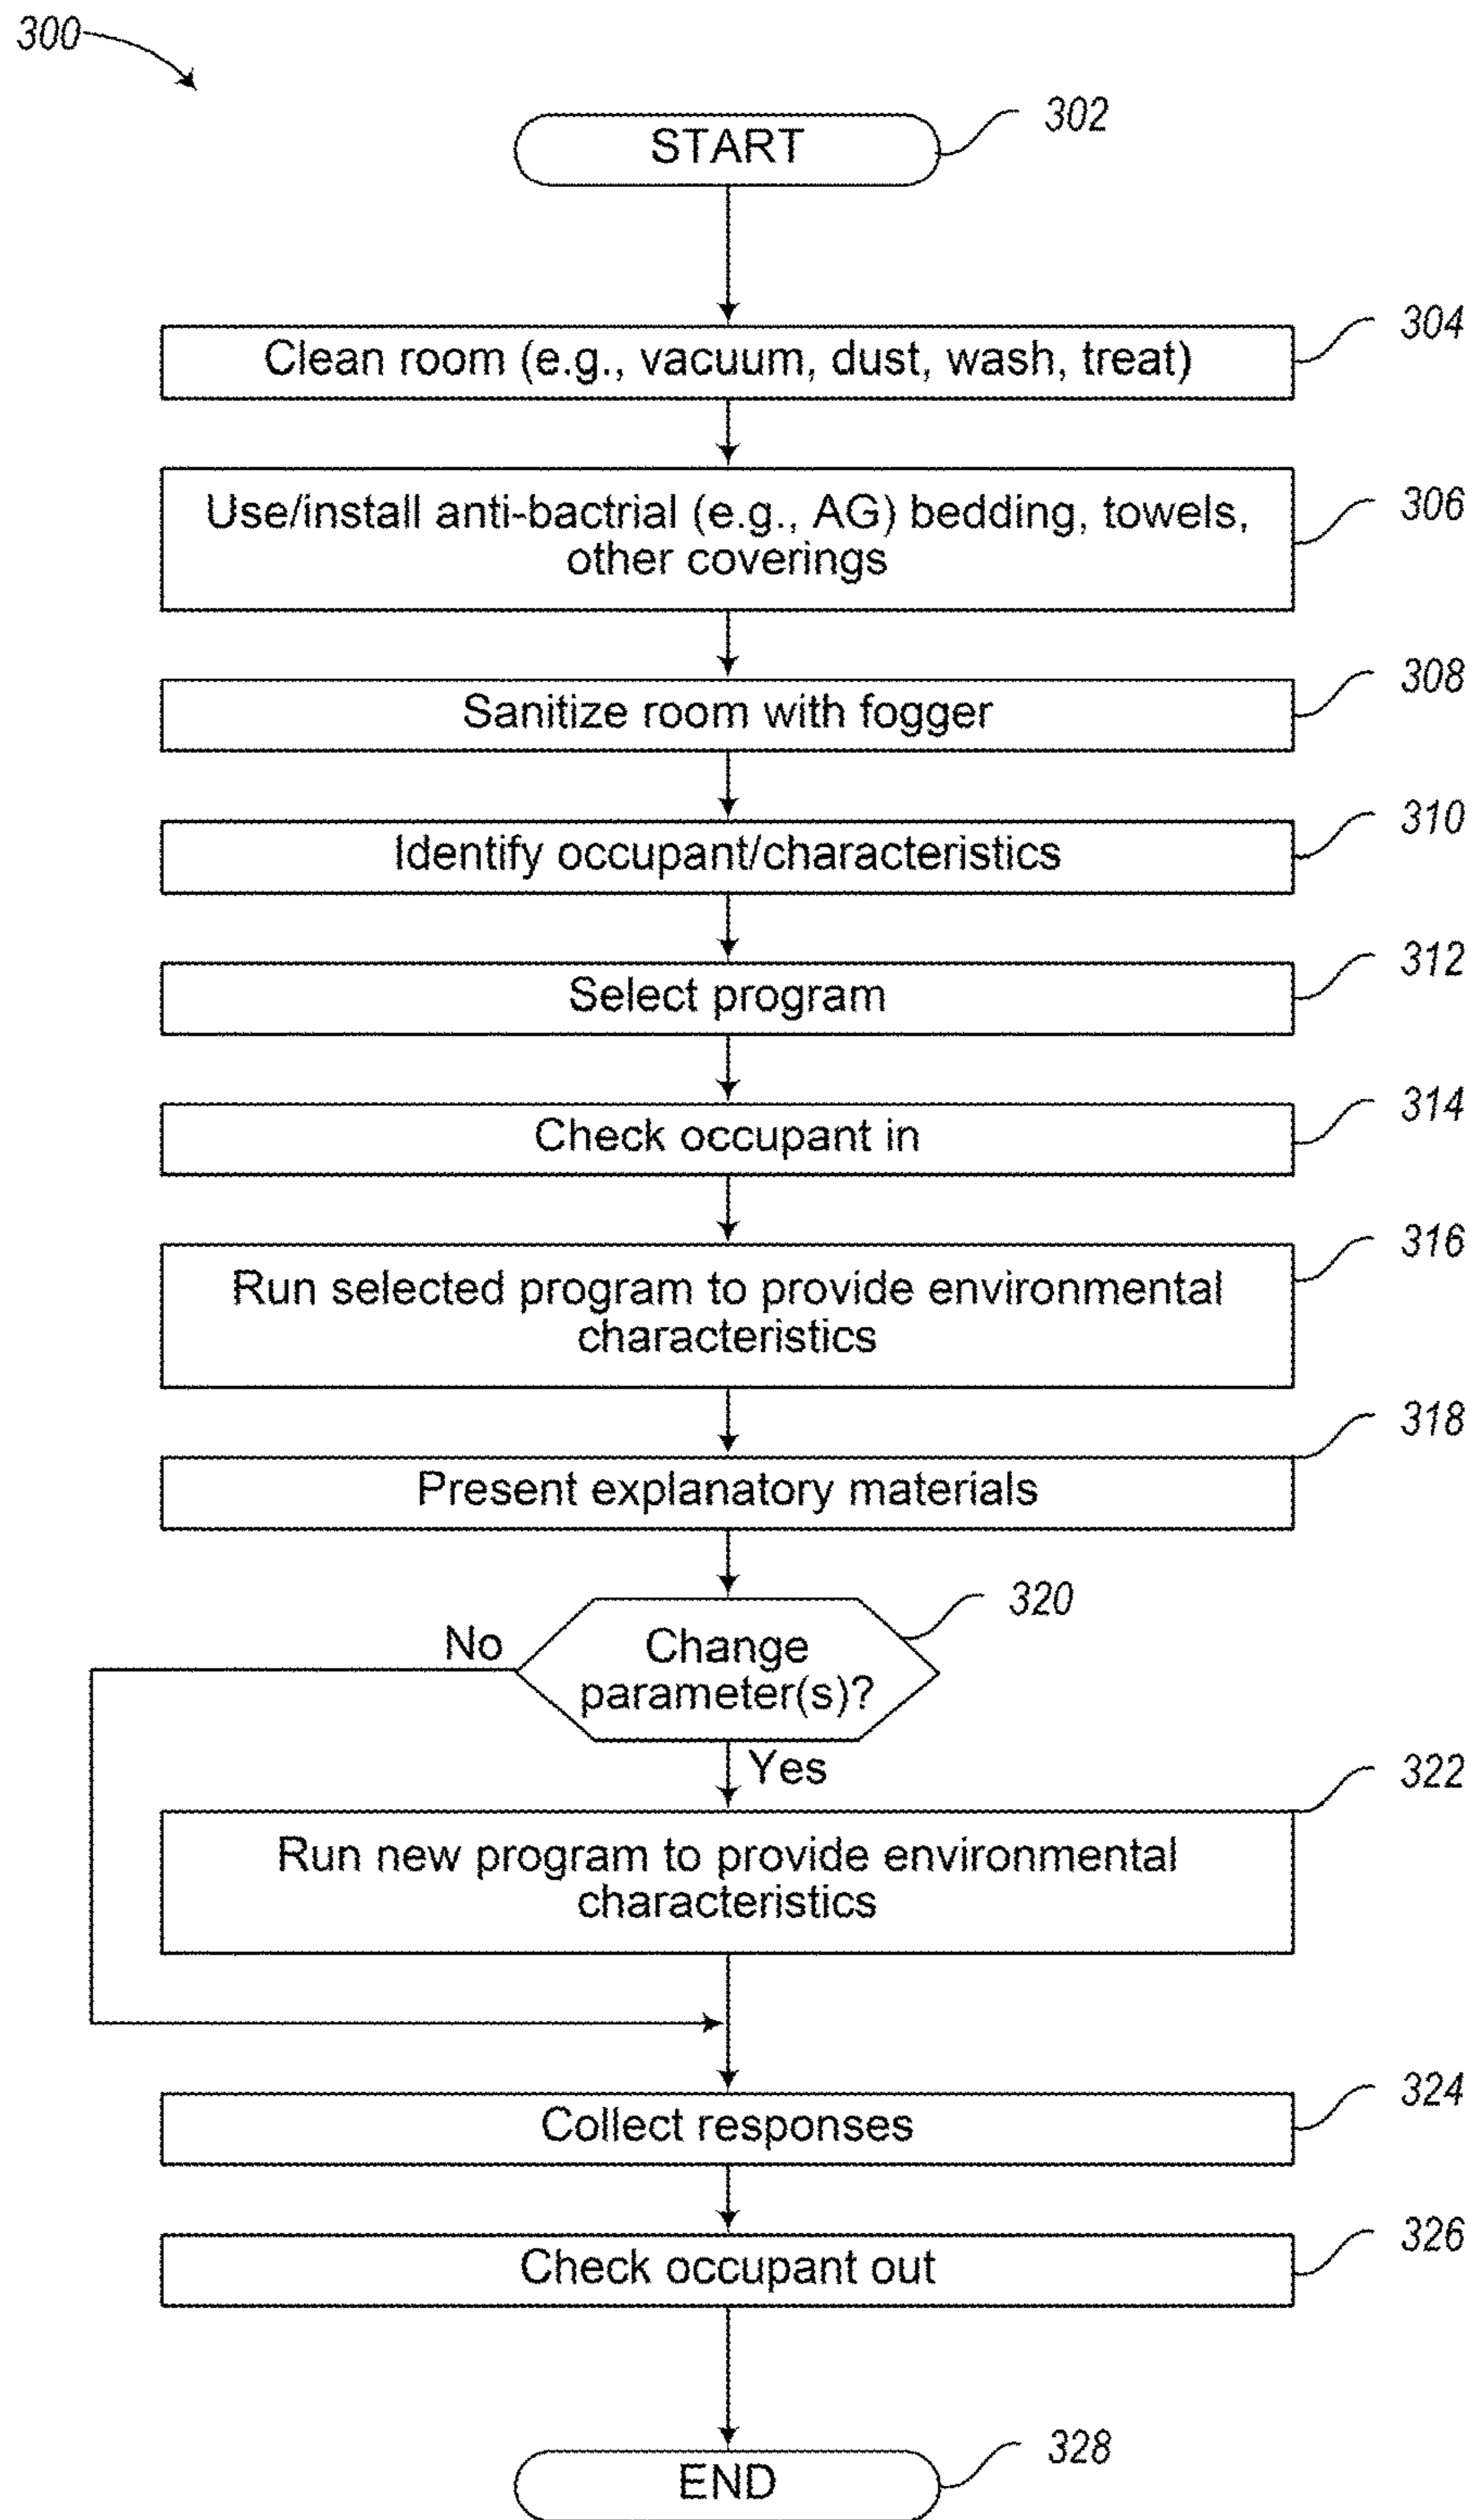 300
START
302
Clean room (e.g., vacuum, dust, wash, treat)
304
Use/install anti-bactrial (e.g., AG) bedding, towels,
other coverings
306
Sanitize room with fogger
308
Identify occupant/characteristics
310
Select program
312
Check occupant in
314
Run selected program to provide environmental
characteristics
316
Present explanatory materials
318
Change
parameter(s)?
320
No
Yes
Run new program to provide environmental
characteristics
322
Collect responses
324
Check occupant out
326
END
328